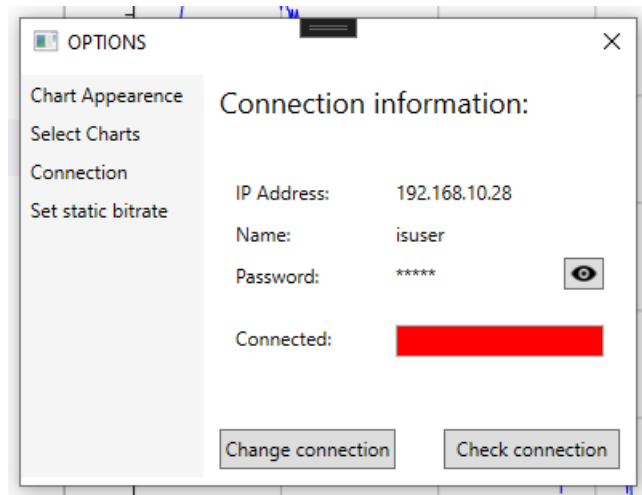 OPTIONS
Chart Appearence
Select Charts
Connection
Set static bitrate
Connection information:
IP Address: 192.168.10.28
Name: isuser
Password: *****
Connected:
Change connection
Check connection